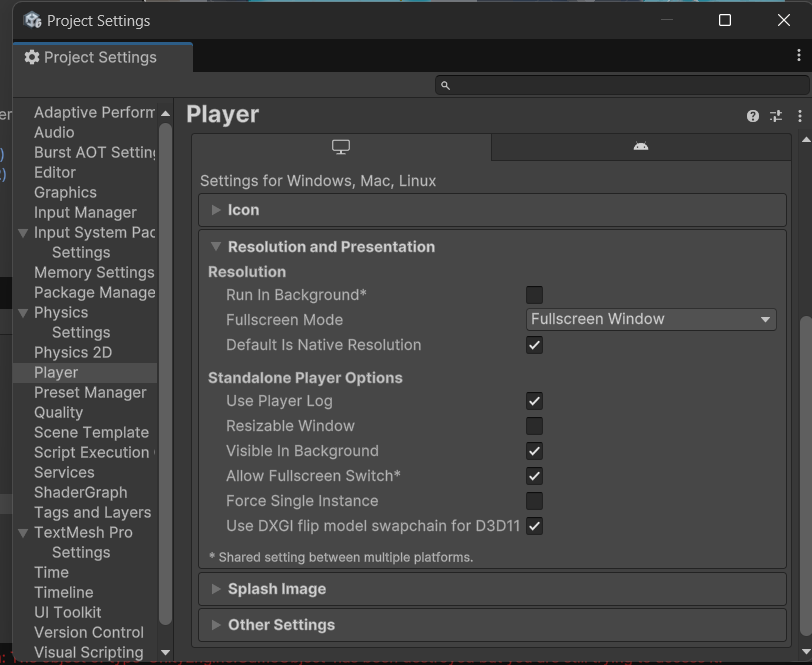 Project Settings
Project Settings
Adaptive Perform
Audio
Burst AOT Setting
Editor
Graphics
Input Manager
Input System Pac
Settings
Memory Settings
Package Manage
Physics
Settings
Physics 2D
Player
Preset Manager
Quality
Scene Template
Script Execution
Services
ShaderGraph
Tags and Layers
TextMesh Pro
Settings
Time
Timeline
UI Toolkit
Version Control
Visual Scripting
Player
Settings for Windows, Mac, Linux
Icon
Resolution and Presentation
Resolution
Run In Background*
Fullscreen Mode Fullscreen Window
Default Is Native Resolution
Standalone Player Options
Use Player Log
Resizable Window
Visible In Background
Allow Fullscreen Switch*
Force Single Instance
Use DXGI flip model swapchain for D3D11
* Shared setting between multiple platforms.
Splash Image
Other Settings